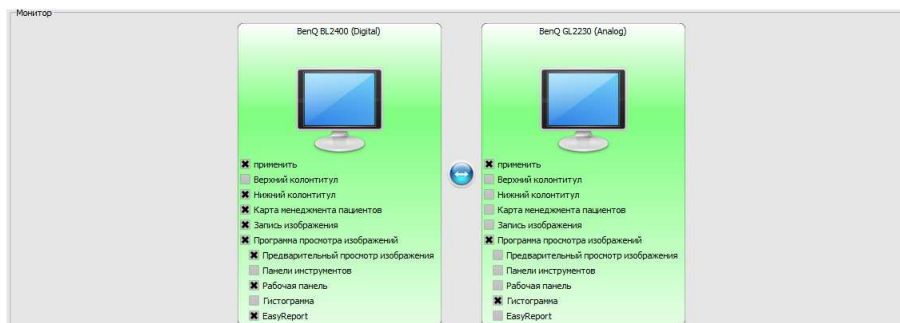 Монитор
BenQ BL2400 (Digital)
применить
Верхний колонтитул
Нижний колонтитул
Карта менеджмента пациентов
Запись изображения
Программа просмотра изображений
Предварительный просмотр изображения
Панели инструментов
Рабочая панель
Гистограмма
EasyReport
BenQ GL2230 (Analog)
применить
Верхний колонтитул
Нижний колонтитул
Карта менеджмента пациентов
Запись изображения
Программа просмотра изображений
Предварительный просмотр изображения
Панели инструментов
Рабочая панель
Гистограмма
EasyReport